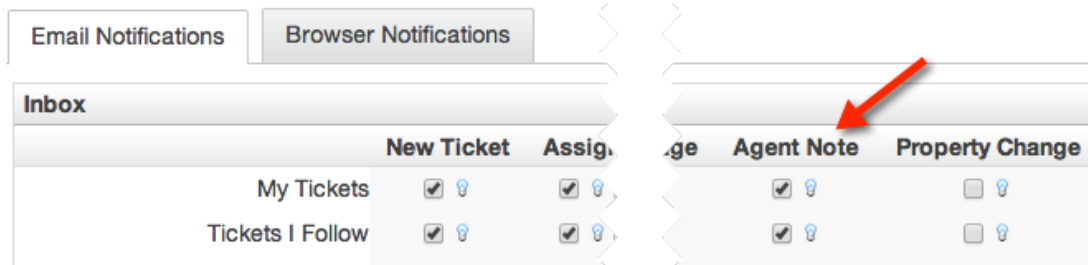 Email Notifications Browser Notifications
Inbox
New Ticket Agent Note Property Change
My Tickets
Tickets I Follow